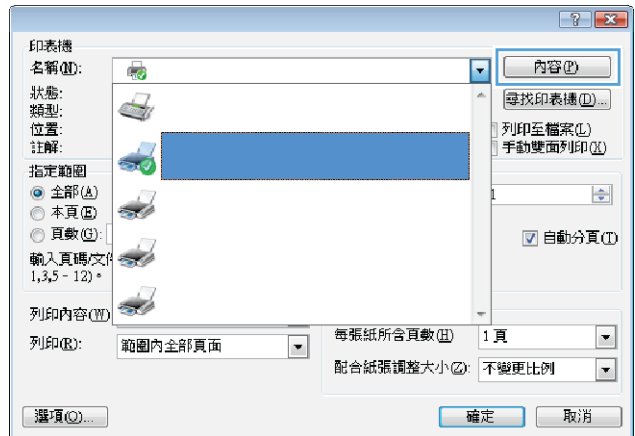 印表機
名稱(N):
內容(P)
狀態:
尋找印表機(D)...
類型:
位置:
列印至檔案(L)
註解:
手動雙面列印(X)
指定範圍
全部(A)
1
本頁(E)
頁數(G):
自動分頁(T)
輸入頁碼/文件
1,3,5 - 12)。
列印內容(W)
每張紙所含頁數(H)
1 頁
列印(R):
範圍內全部頁面
配合紙張調整大小(Z):
不變更比例
選項(O)...
確定
取消